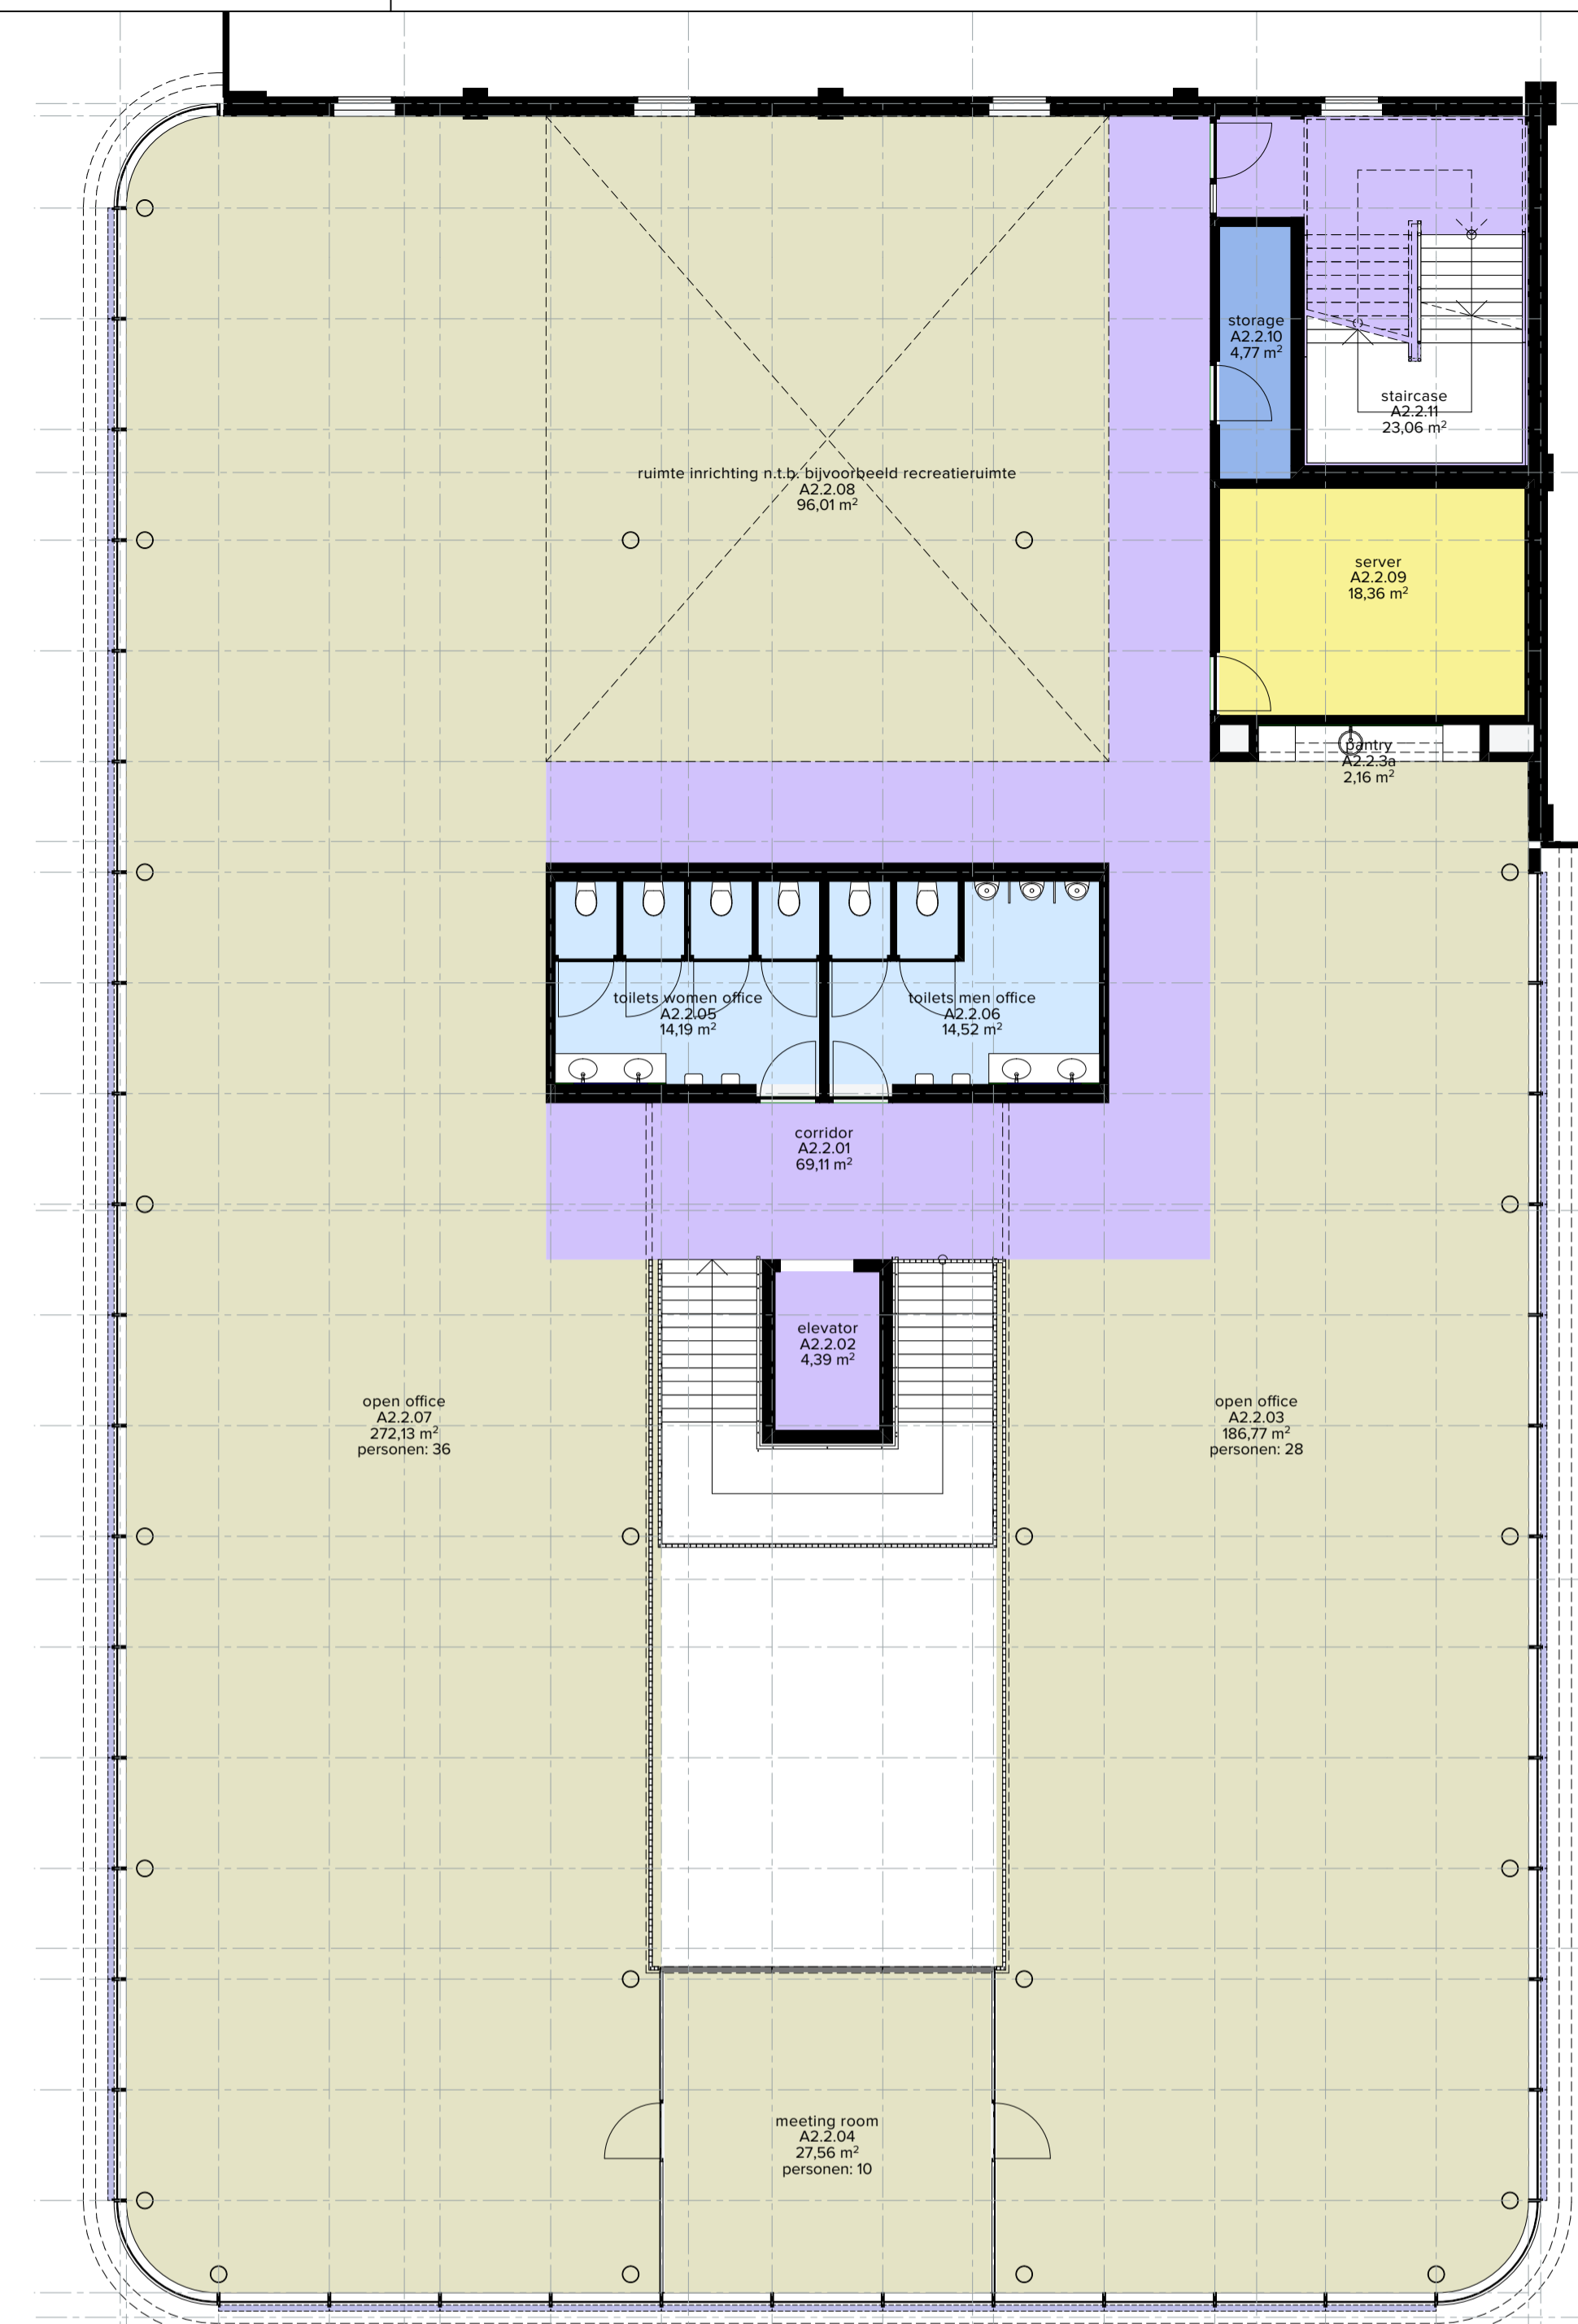 storage
A2.2.10
4,77 m²
staircase
A2.2.11
23,06 m²
ruimte inrichting n.t.b. bijvoorbeeld recreatieruimte
A2.2.08
96,01 m²
server
A2.2.09
18,36 m²
pantry
A2.2.3a
2,16 m²
toilets women office
A2.2.05
14,19 m²
toilets men office
A2.2.06
14,52 m²
corridor
A2.2.01
69,11 m²
elevator
A2.2.02
4,39 m²
open office
A2.2.07
272,13 m²
personen: 36
open office
A2.2.03
186,77 m²
personen: 28
meeting room
A2.2.04
27,56 m²
personen: 10